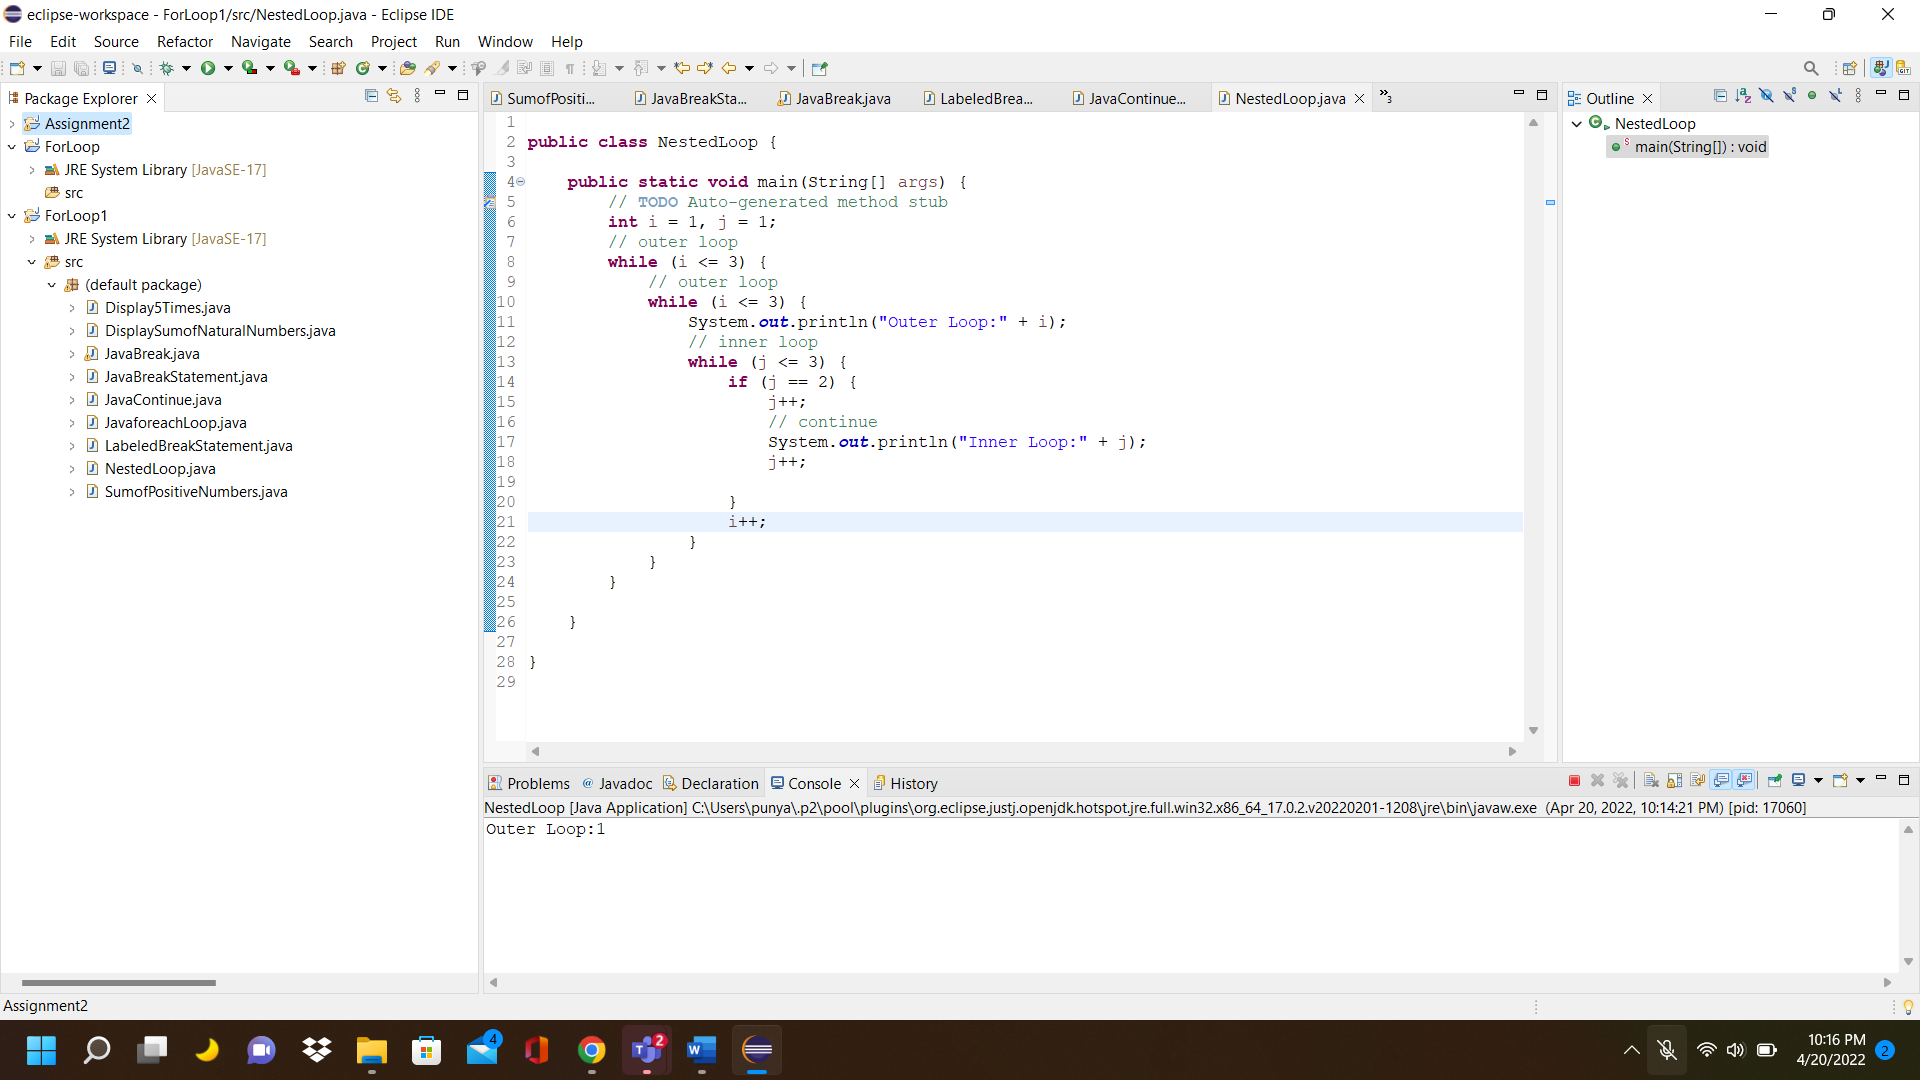 eclipse-workspace - ForLoop1/src/NestedLoop.java - Eclipse IDE
File Edit Source Refactor Navigate Search Project Run Window Help
Package Explorer
Assignment2
ForLoop
JRE System Library [JavaSE-17]
src
ForLoop1
JRE System Library [JavaSE-17]
src
(default package)
Display5Times.java
DisplaySumofNaturalNumbers.java
JavaBreak.java
JavaBreakStatement.java
JavaContinue.java
JavaforeachLoop.java
LabeledBreakStatement.java
NestedLoop.java
SumofPositiveNumbers.java
SumofPositi... JavaBreakSta... JavaBreak.java LabeledBrea... JavaContinue... NestedLoop.java »3
1
2 public class NestedLoop {
3
4 public static void main(String[] args) {
5 // TODO Auto-generated method stub
6 int i = 1, j = 1;
7 // outer loop
8 while (i <= 3) {
9 // outer loop
10 while (i <= 3) {
11 System.out.println("Outer Loop:" + i);
12 // inner loop
13 while (j <= 3) {
14 if (j == 2) {
15 j++;
16 // continue
17 System.out.println("Inner Loop:" + j);
18 j++;
19
20 }
21 i++;
22 }
23 }
24 }
25
26 }
27
28 }
29
Outline
NestedLoop
main(String[]) : void
Problems @ Javadoc Declaration Console History
NestedLoop [Java Application] C:\Users\punya\.p2\pool\plugins\org.eclipse.justj.openjdk.hotspot.jre.full.win32.x86_64_17.0.2.v20220201-1208\jre\bin\javaw.exe (Apr 20, 2022, 10:14:21 PM) [pid: 17060]
Outer Loop:1
Assignment2
4
2
10:16 PM
4/20/2022
2